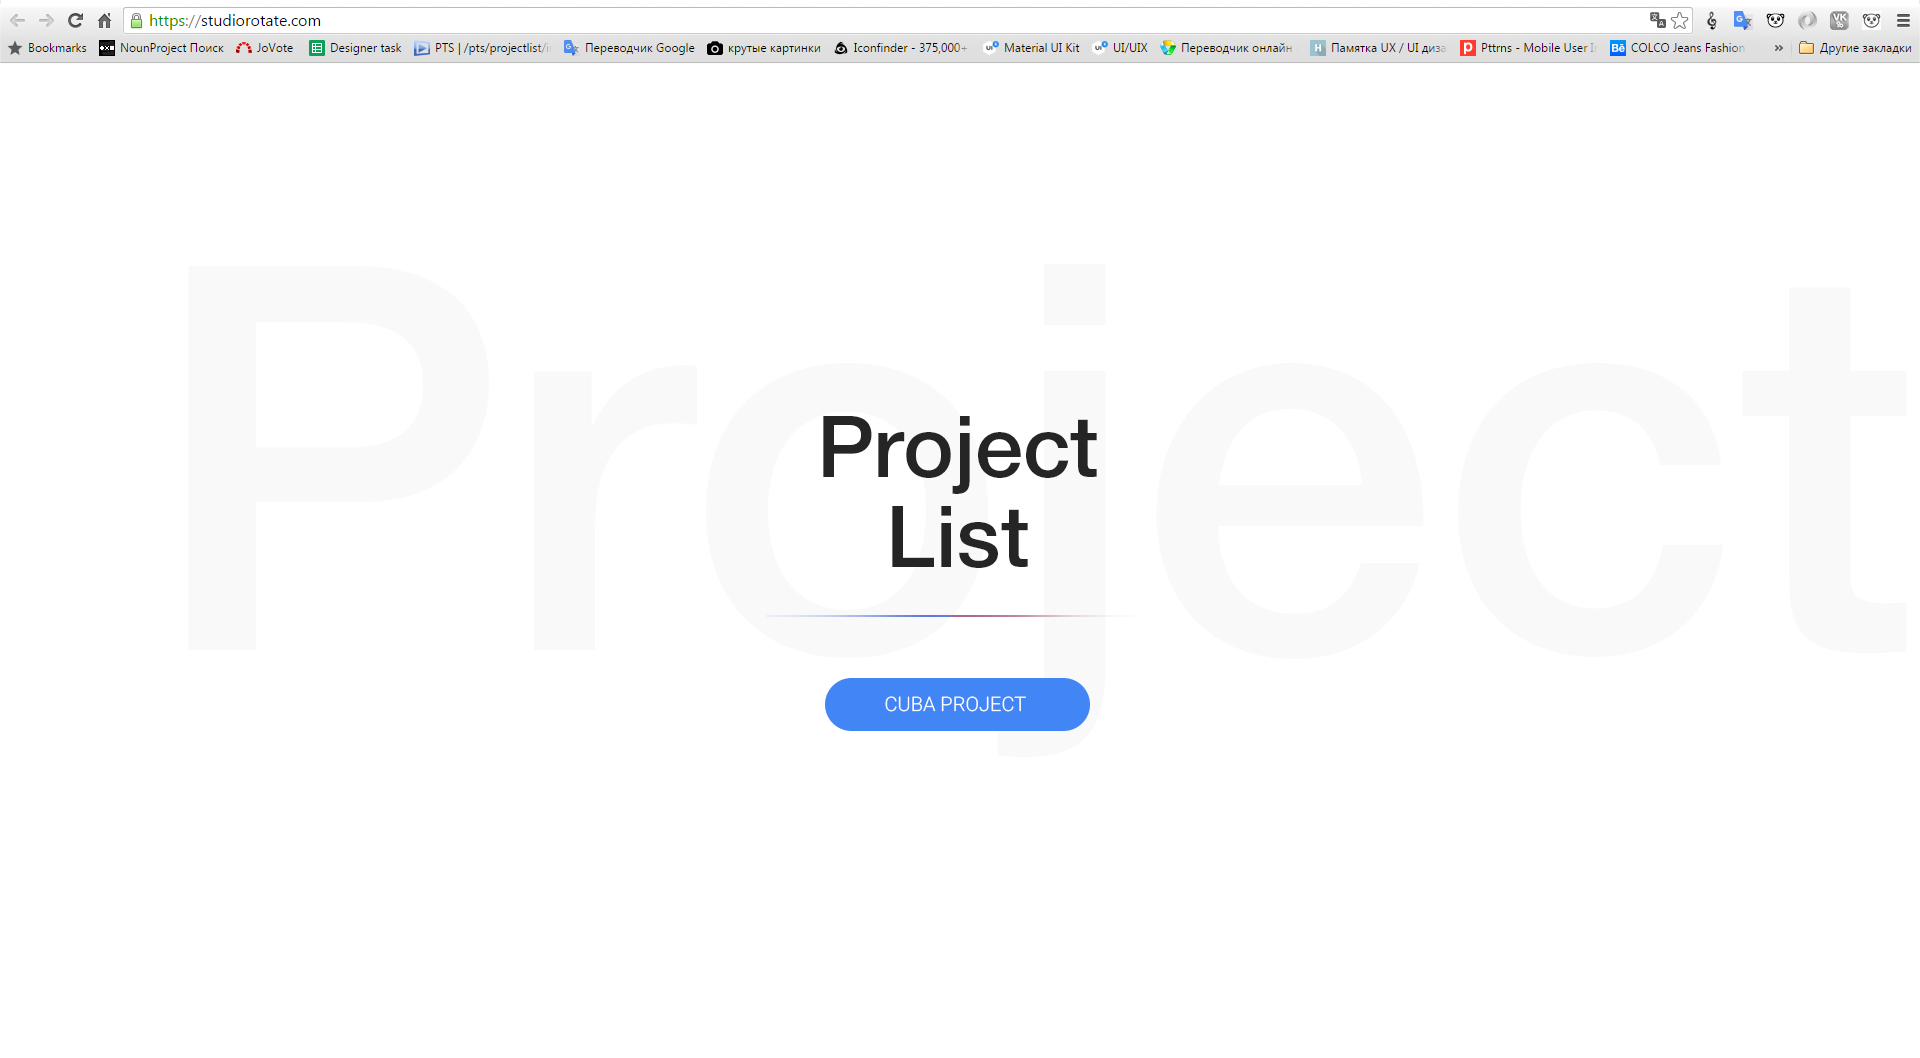 https://studiorotate.com
Bookmarks NounProject Поиск JoVote Designer task PTS | /pts/projectlist/ Переводчик Google крутые картинки Iconfinder - 375,000+ Material UI Kit UI/UIX Переводчик онлайн Памятка UX / UI диза Pttrns - Mobile User COLCO Jeans Fashion » Другие закладки
Project
Project
List
CUBA PROJECT